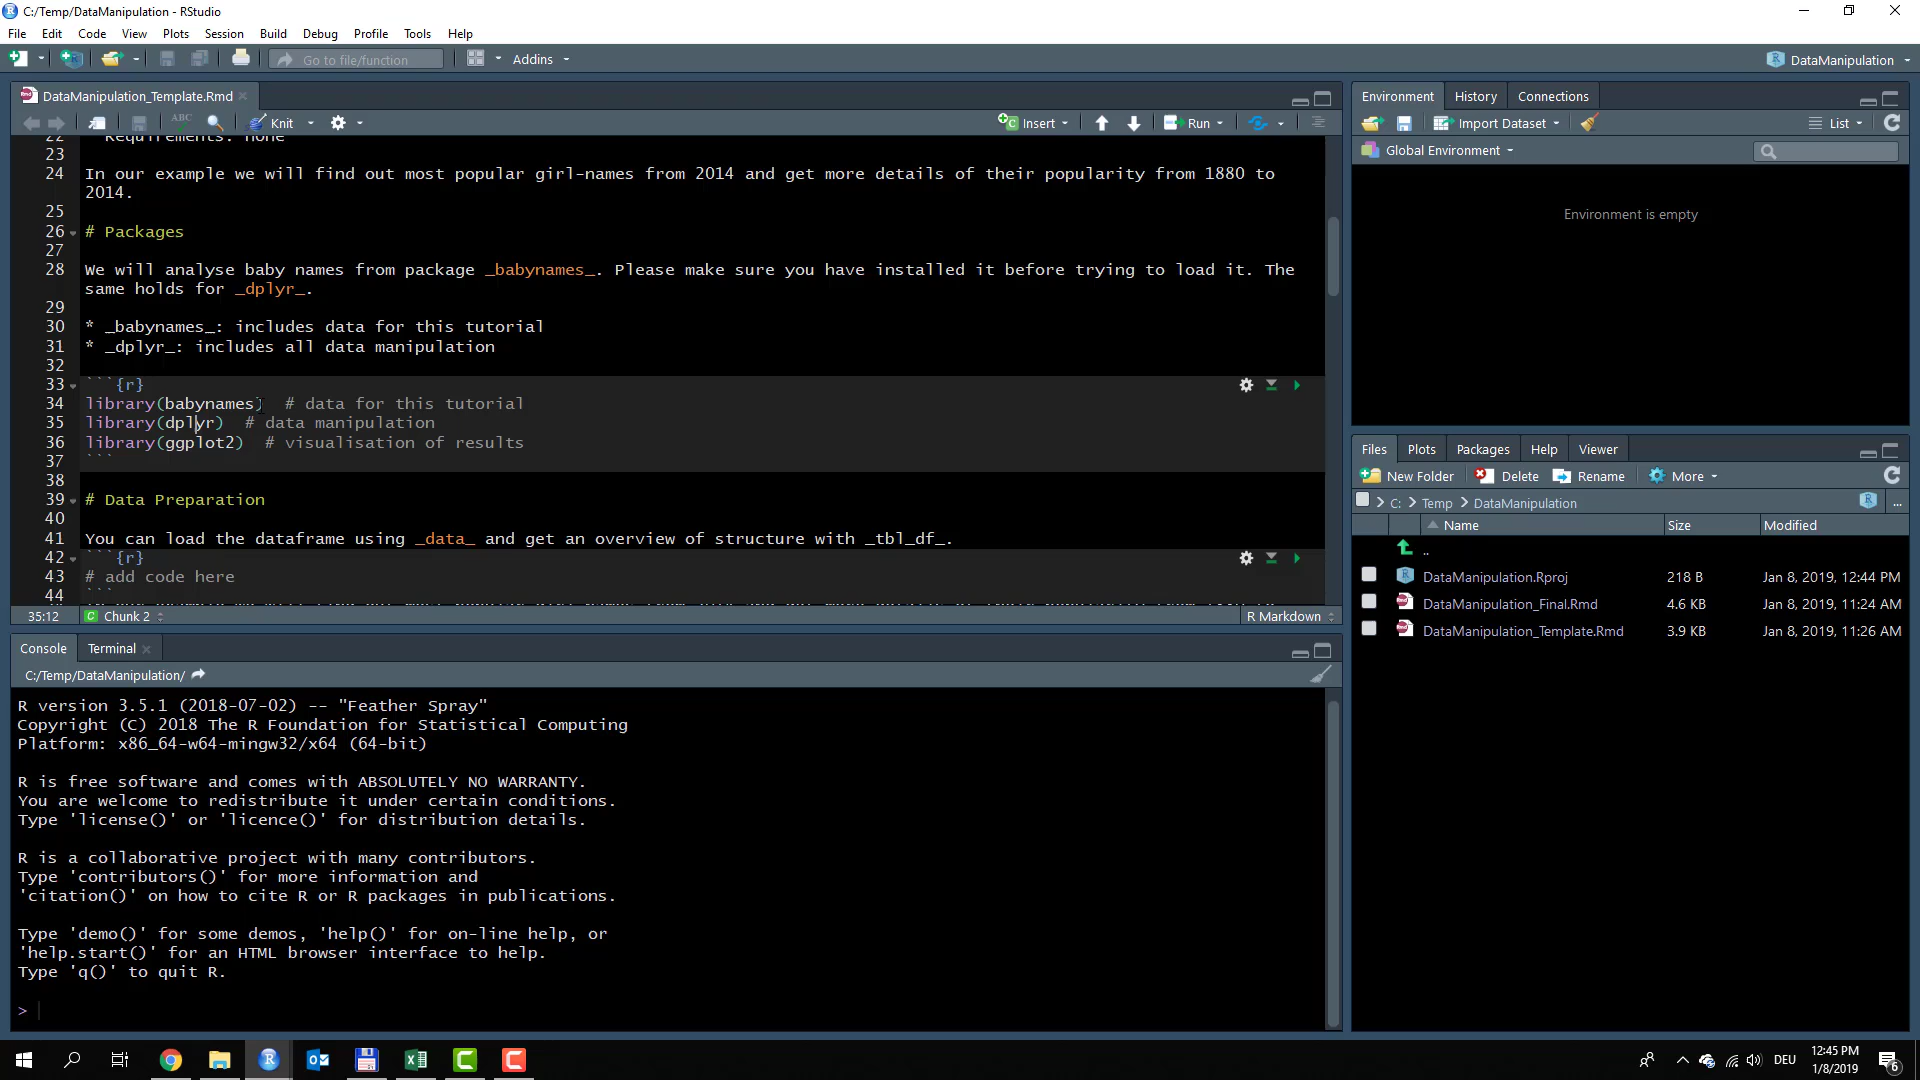 C:/Temp/DataManipulation - RStudio
File Edit Code View Plots Session Build Debug Profile Tools Help
Go to file/function
Addins
DataManipulation
DataManipulation_Template.Rmd
ABC
Knit
Insert
Run
22 Requirements: none
23
24 In our example we will find out most popular girl-names from 2014 and get more details of their popularity from 1880 to
2014.
25
26 # Packages
27
28 We will analyse baby names from package _babynames_. Please make sure you have installed it before trying to load it. The
same holds for _dplyr_.
29
30 * _babynames_: includes data for this tutorial
31 * _dplyr_: includes all data manipulation
32
33 ```{r}
34 library(babynames)  # data for this tutorial
35 library(dplyr)  # data manipulation
36 library(ggplot2)  # visualisation of results
37 ```
38
39 # Data Preparation
40
41 You can load the dataframe using _data_ and get an overview of structure with _tbl_df_.
42 ```{r}
43 # add code here
44 ```
35:12 Chunk 2 R Markdown
Console Terminal
C:/Temp/DataManipulation/
R version 3.5.1 (2018-07-02) -- "Feather Spray"
Copyright (C) 2018 The R Foundation for Statistical Computing
Platform: x86_64-w64-mingw32/x64 (64-bit)
R is free software and comes with ABSOLUTELY NO WARRANTY.
You are welcome to redistribute it under certain conditions.
Type 'license()' or 'licence()' for distribution details.
R is a collaborative project with many contributors.
Type 'contributors()' for more information and
'citation()' on how to cite R or R packages in publications.
Type 'demo()' for some demos, 'help()' for on-line help, or
'help.start()' for an HTML browser interface to help.
Type 'q()' to quit R.
>
Environment History Connections
Import Dataset
List
Global Environment
Environment is empty
Files Plots Packages Help Viewer
New Folder Delete Rename More
C: > Temp > DataManipulation
...
Name Size Modified
..
DataManipulation.Rproj 218 B Jan 8, 2019, 12:44 PM
DataManipulation_Final.Rmd 4.6 KB Jan 8, 2019, 11:24 AM
DataManipulation_Template.Rmd 3.9 KB Jan 8, 2019, 11:26 AM
DEU
12:45 PM
1/8/2019
6